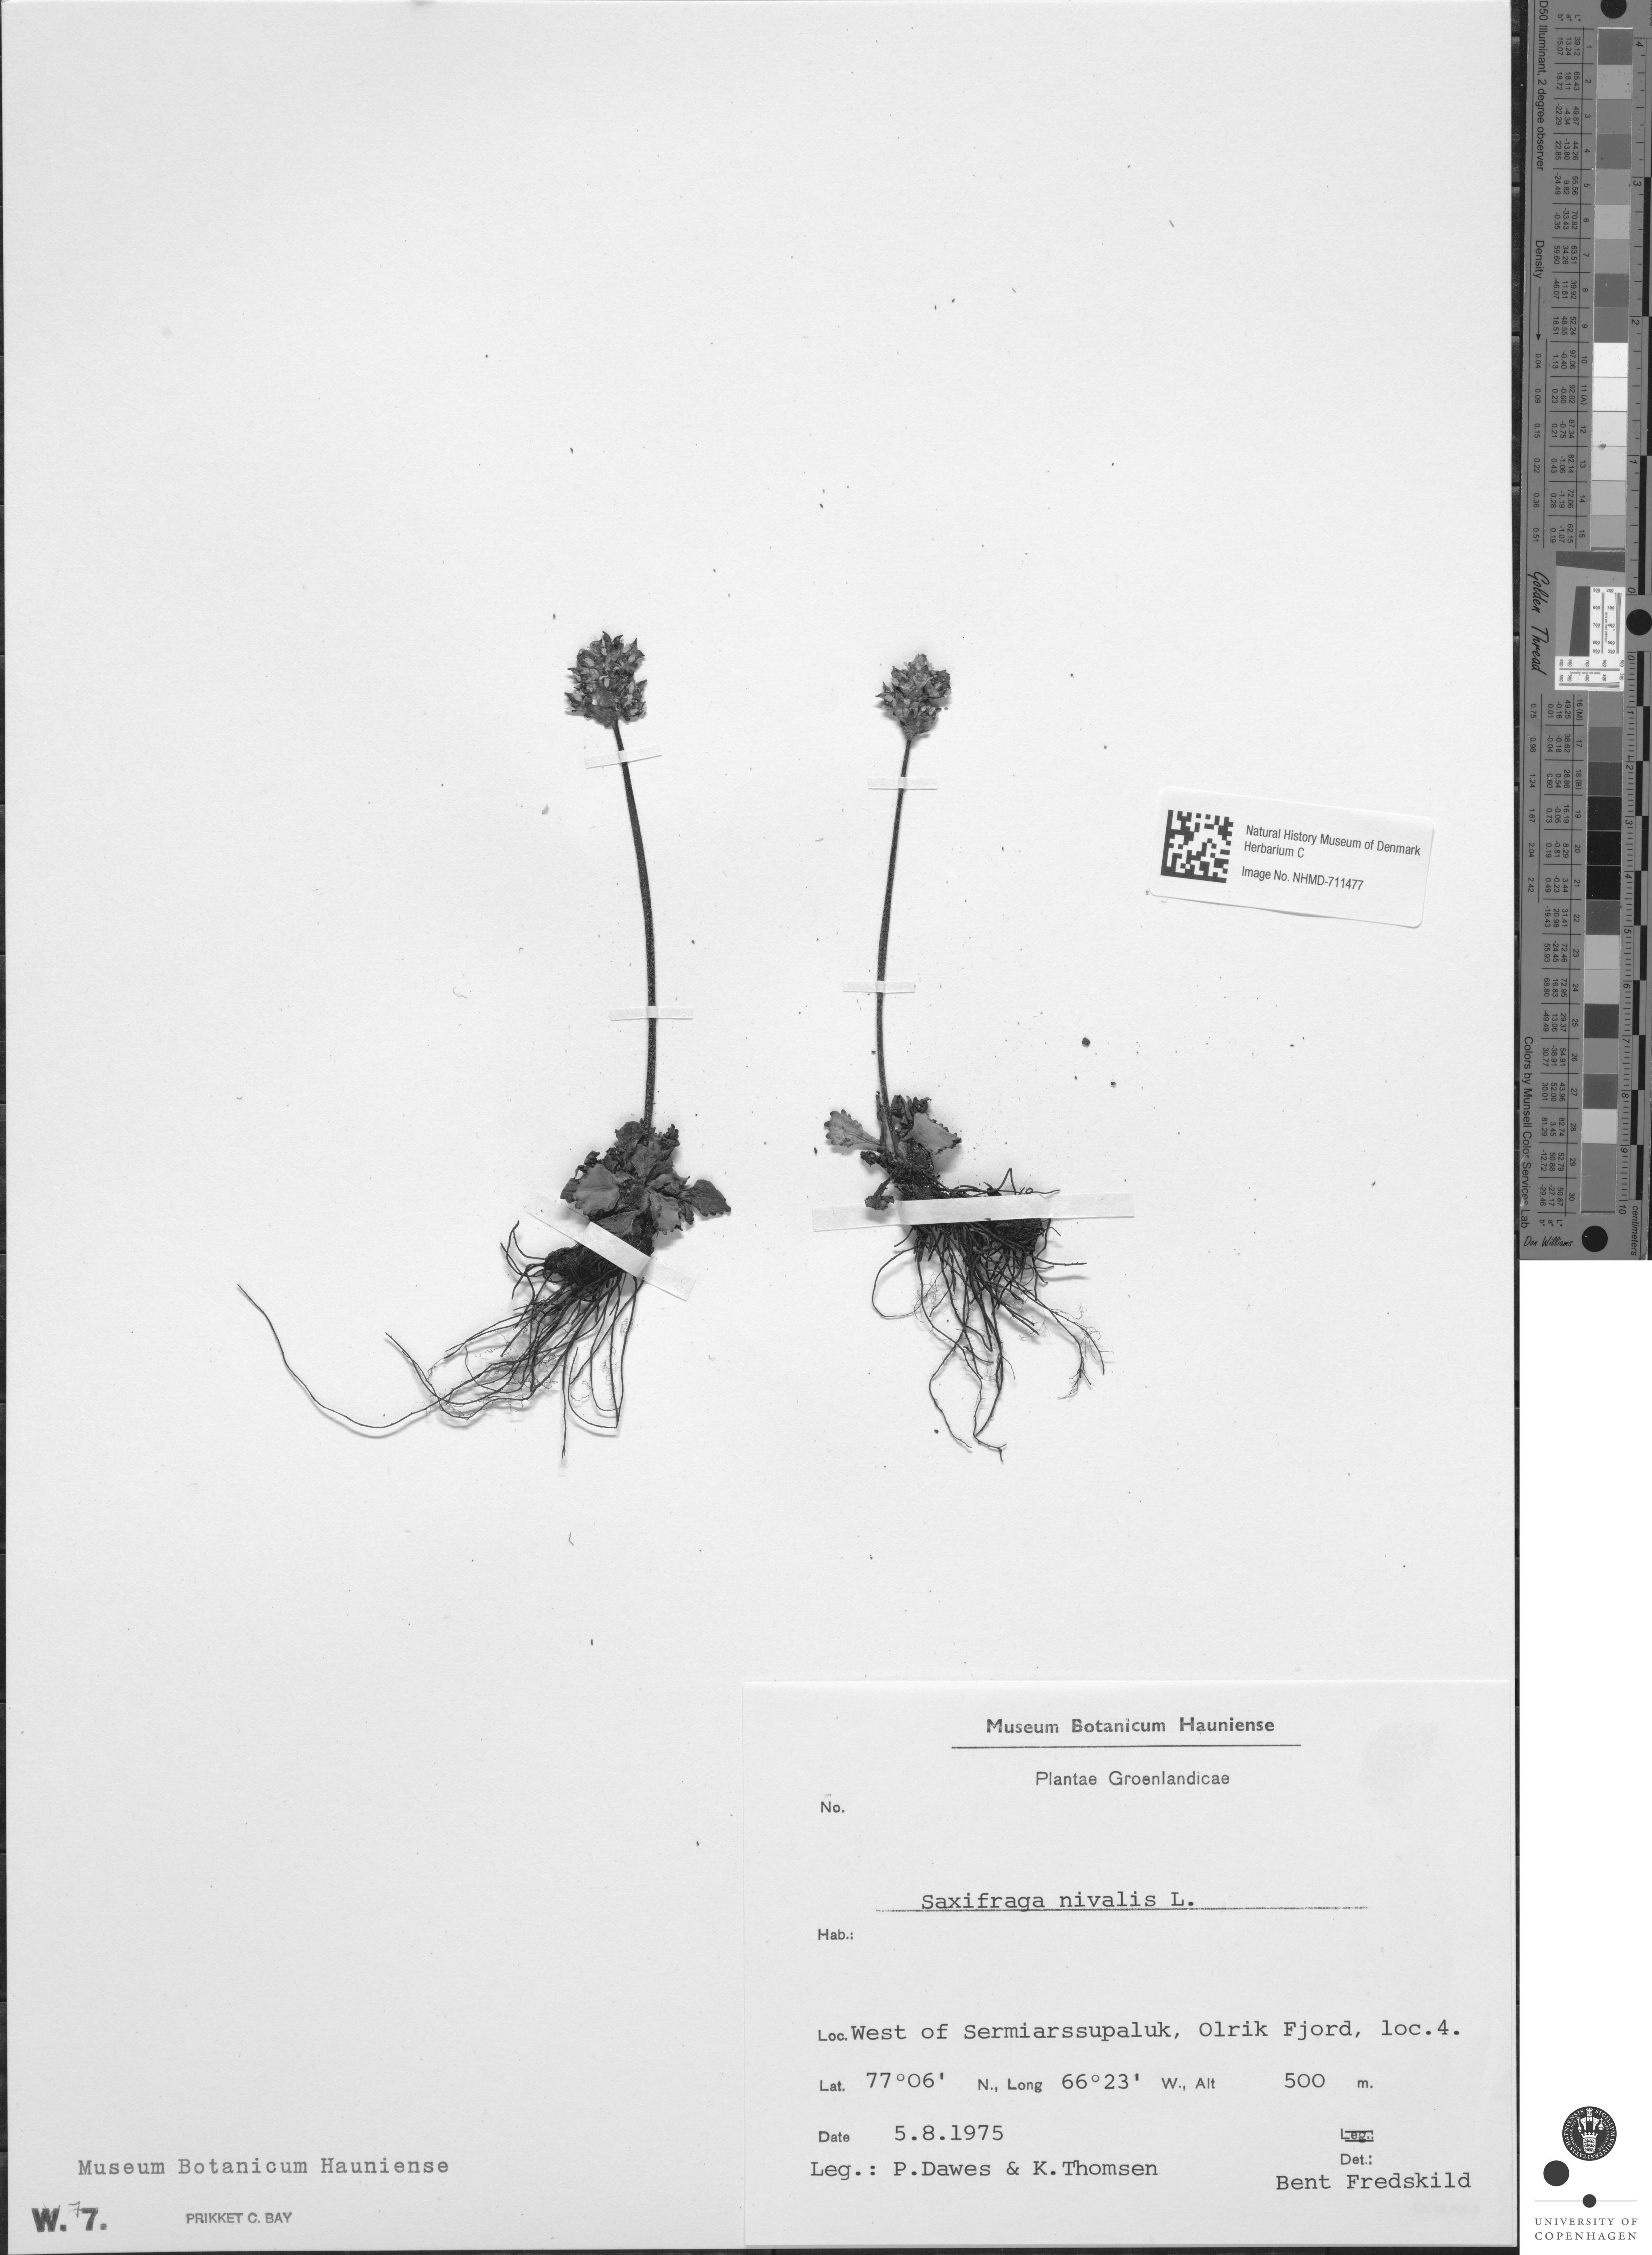 Natural History Museum of Denmark
Herbarium C
Image No. NHMD-711477
Museum Botanicum Hauniense
Plantae Groenlandicae
No.
Saxifraga nivalis L.
Hab.:
Loc. West of Sermiarssupaluk, Olrik Fjord, loc.4.
Lat. 77°06' N., Long 66°23' W., Alt 500 m.
Date 5.8.1975
Leg.:
Leg.: P.Dawes & K.Thomsen
Det.:
Bent Fredskild
Museum Botanicum Hauniense
W. 7 7.
PRIKKET C. BAY
D50 Illuminant, 2 degree observer
Density
Golden Thread
Colors by Munsell Color Services Lab
Don Williams
centimeters
UNIVERSITY OF
COPENHAGEN